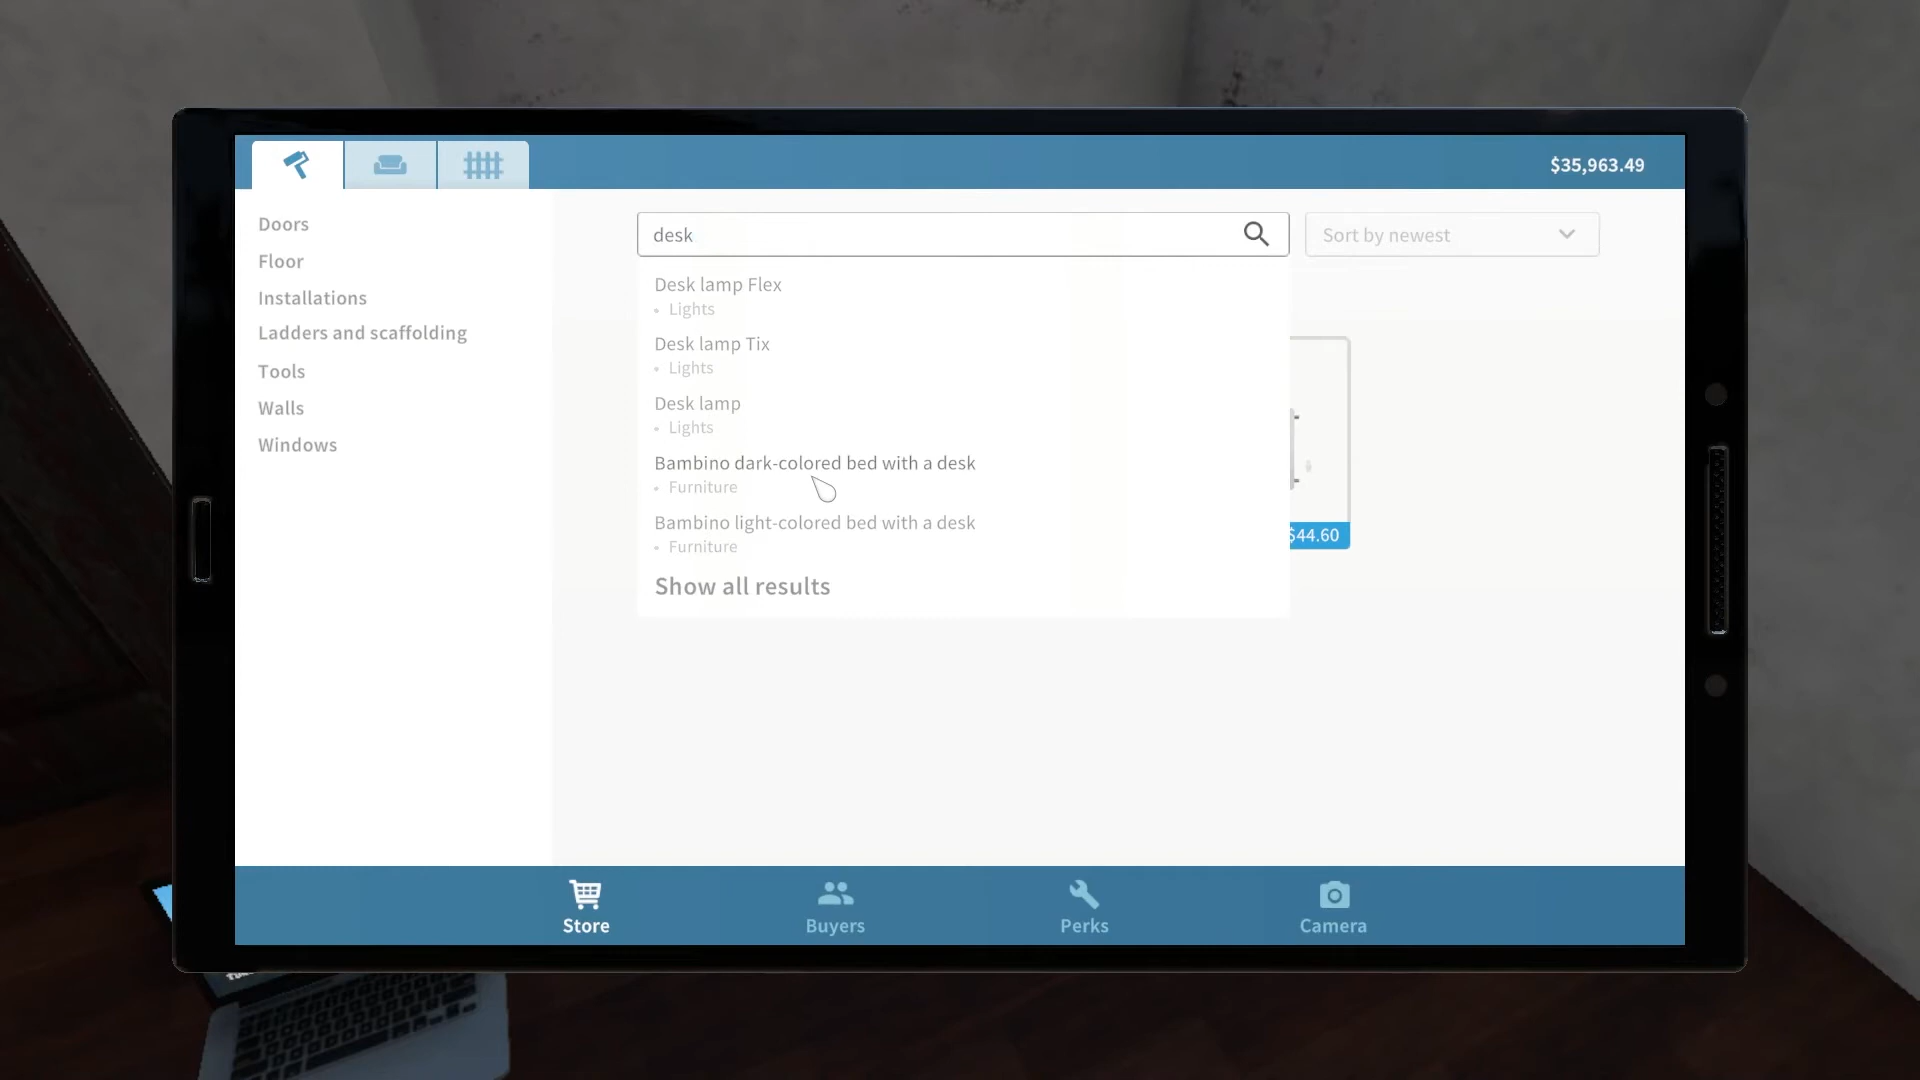 $35,963.49
Doors
Floor
Installations
Ladders and scaffolding
Tools
Walls
Windows
desk
Sort by newest
Desk lamp Flex
• Lights
Desk lamp Tix
• Lights
Desk lamp
• Lights
Bambino dark-colored bed with a desk
• Furniture
Bambino light-colored bed with a desk
• Furniture
Show all results
$44.60
Store
Buyers
Perks
Camera